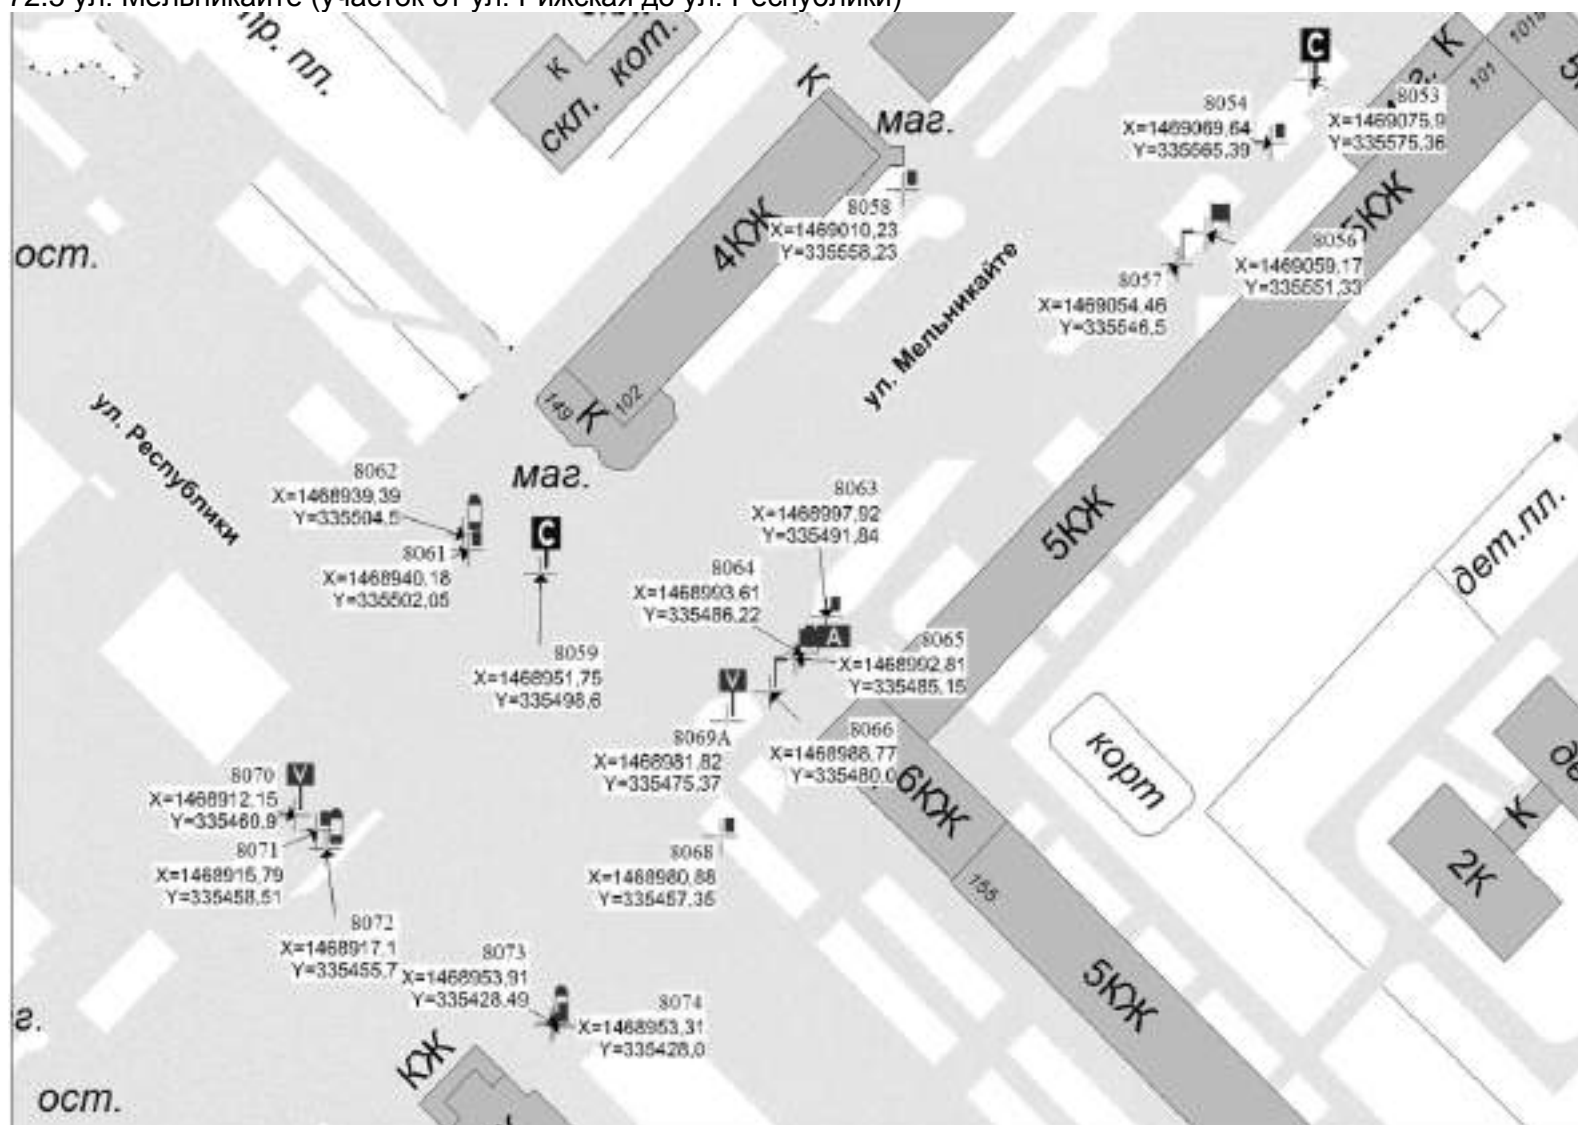 72.5 ул. Мельникайте (участок от ул. Рижская до ул. Республики)
пр. пл.
К
скл. кот.
К
маг.
4КЖ
г. К
101
101в
8053
X=1469075,9
Y=335575,36
8054
X=1469069,64
Y=335565,39
5КЖ
8056
X=1469059,17
Y=335551,33
8057
X=1469054,46
Y=335546,5
8058
X=1469010,23
Y=335558,23
ост.
ул. Мельникайте
ул. Республики
149
К
102
маг.
8062
X=1468939,39
Y=335504,5
8061
X=1468940,18
Y=335502,05
8059
X=1468951,75
Y=335498,6
8063
X=1468997,92
Y=335491,84
8064
X=1468993,61
Y=335486,22
8065
X=1468992,81
Y=335485,15
8066
X=1468988,77
Y=335480,0
8069А
X=1468981,82
Y=335475,37
8068
X=1468980,88
Y=335457,35
5КЖ
дет.пл.
корт
6КЖ
155
5КЖ
К
2К
8070
X=1468912,15
Y=335460,9
8071
X=1468915,79
Y=335458,51
8072
X=1468917,1
Y=335455,7
8073
X=1468953,91
Y=335428,49
8074
X=1468953,31
Y=335428,0
КЖ
г.
ост.
C
C
A
V
V